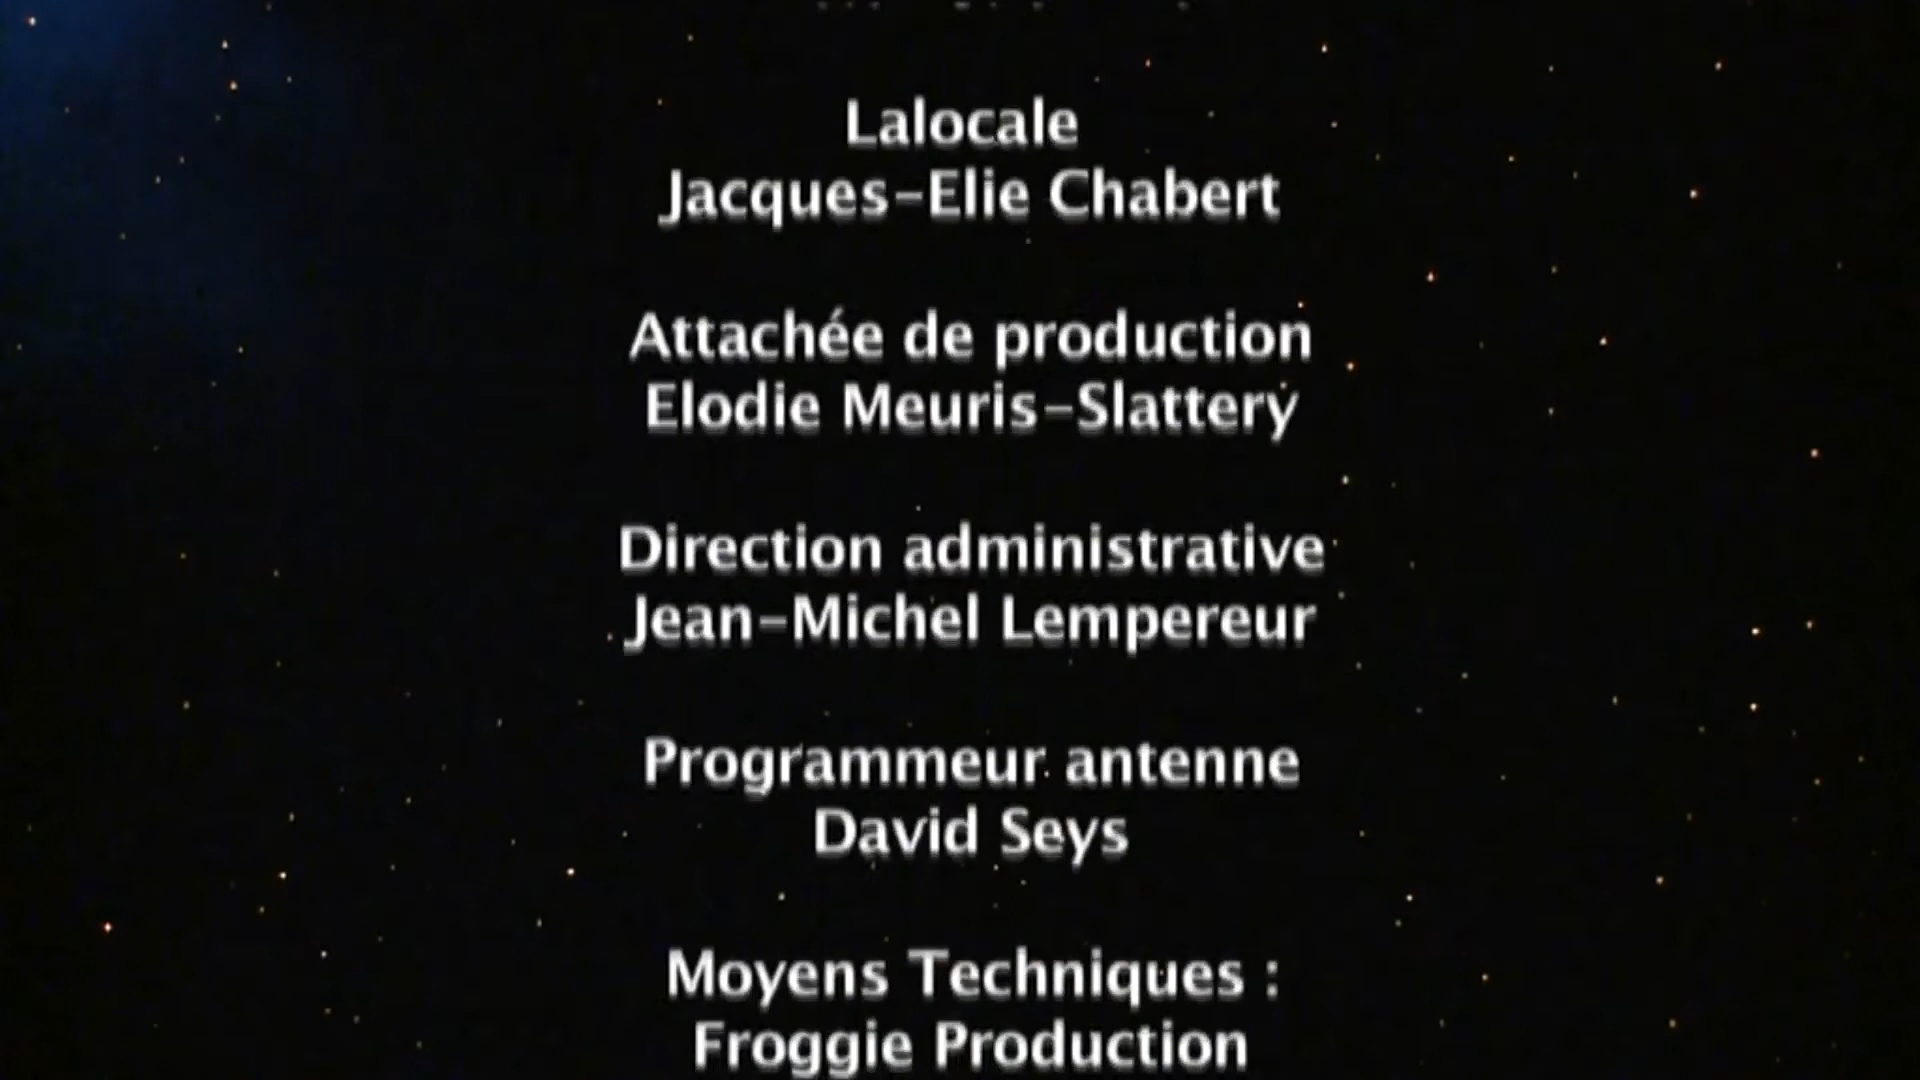 Lalocale
Jacques-Elie Chabert
Attachée de production
Elodie Meuris-Slattery
Direction administrative
Jean-Michel Lempereur
Programmeur antenne
David Seys
Moyens Techniques :
Froggie Production